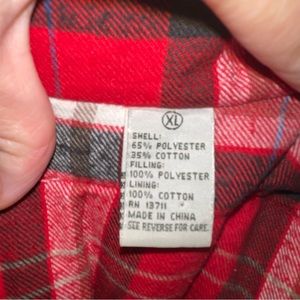 XL
SHELL:
65% POLYESTER
35% COTTON
FILLING:
100% POLYESTER
LINING:
100% COTTON
RN 13711
MADE IN CHINA
SEE REVERSE FOR CARE.